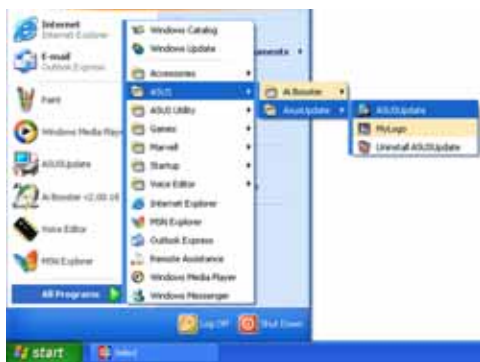 Internet
Internet Explorer
E-mail
Outlook Express
Paint
Windows Media Player
ASUSUpdate
Ai Booster v2.00.16
Voice Editor
MSN Explorer
All Programs
Windows Catalog
Windows Update
Accessories
ASUS
ASUS Utility
Games
Marvell
Startup
Voice Editor
Internet Explorer
MSN Explorer
Outlook Express
Remote Assistance
Windows Media Player
Windows Messenger
Ai Booster
AsusUpdate
ASUSUpdate
MyLogo
Uninstall ASUSUpdate
Log Off
Shut Down
start